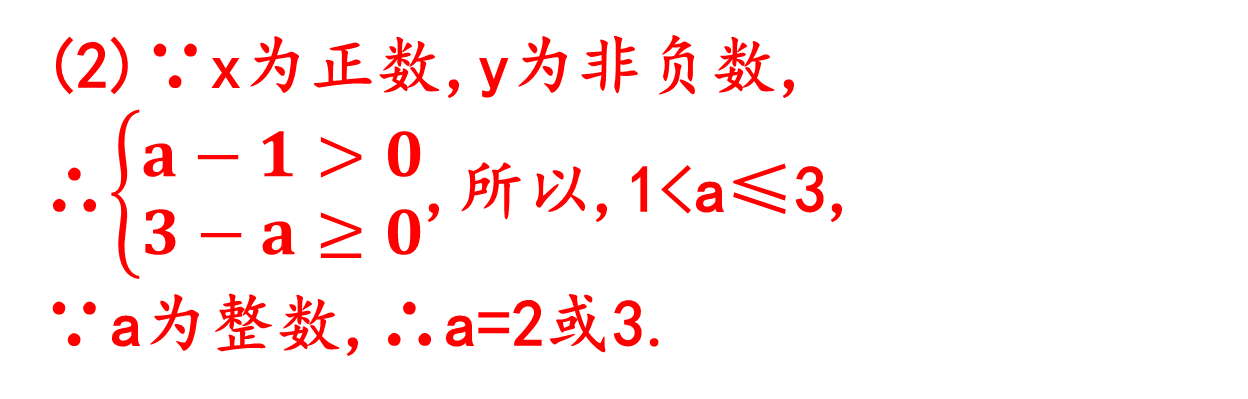 (2)∵x为正数,y为非负数,
∴{a－1＞0
3－a≥0,所以,1<a≤3,
∵a为整数,∴a=2或3.